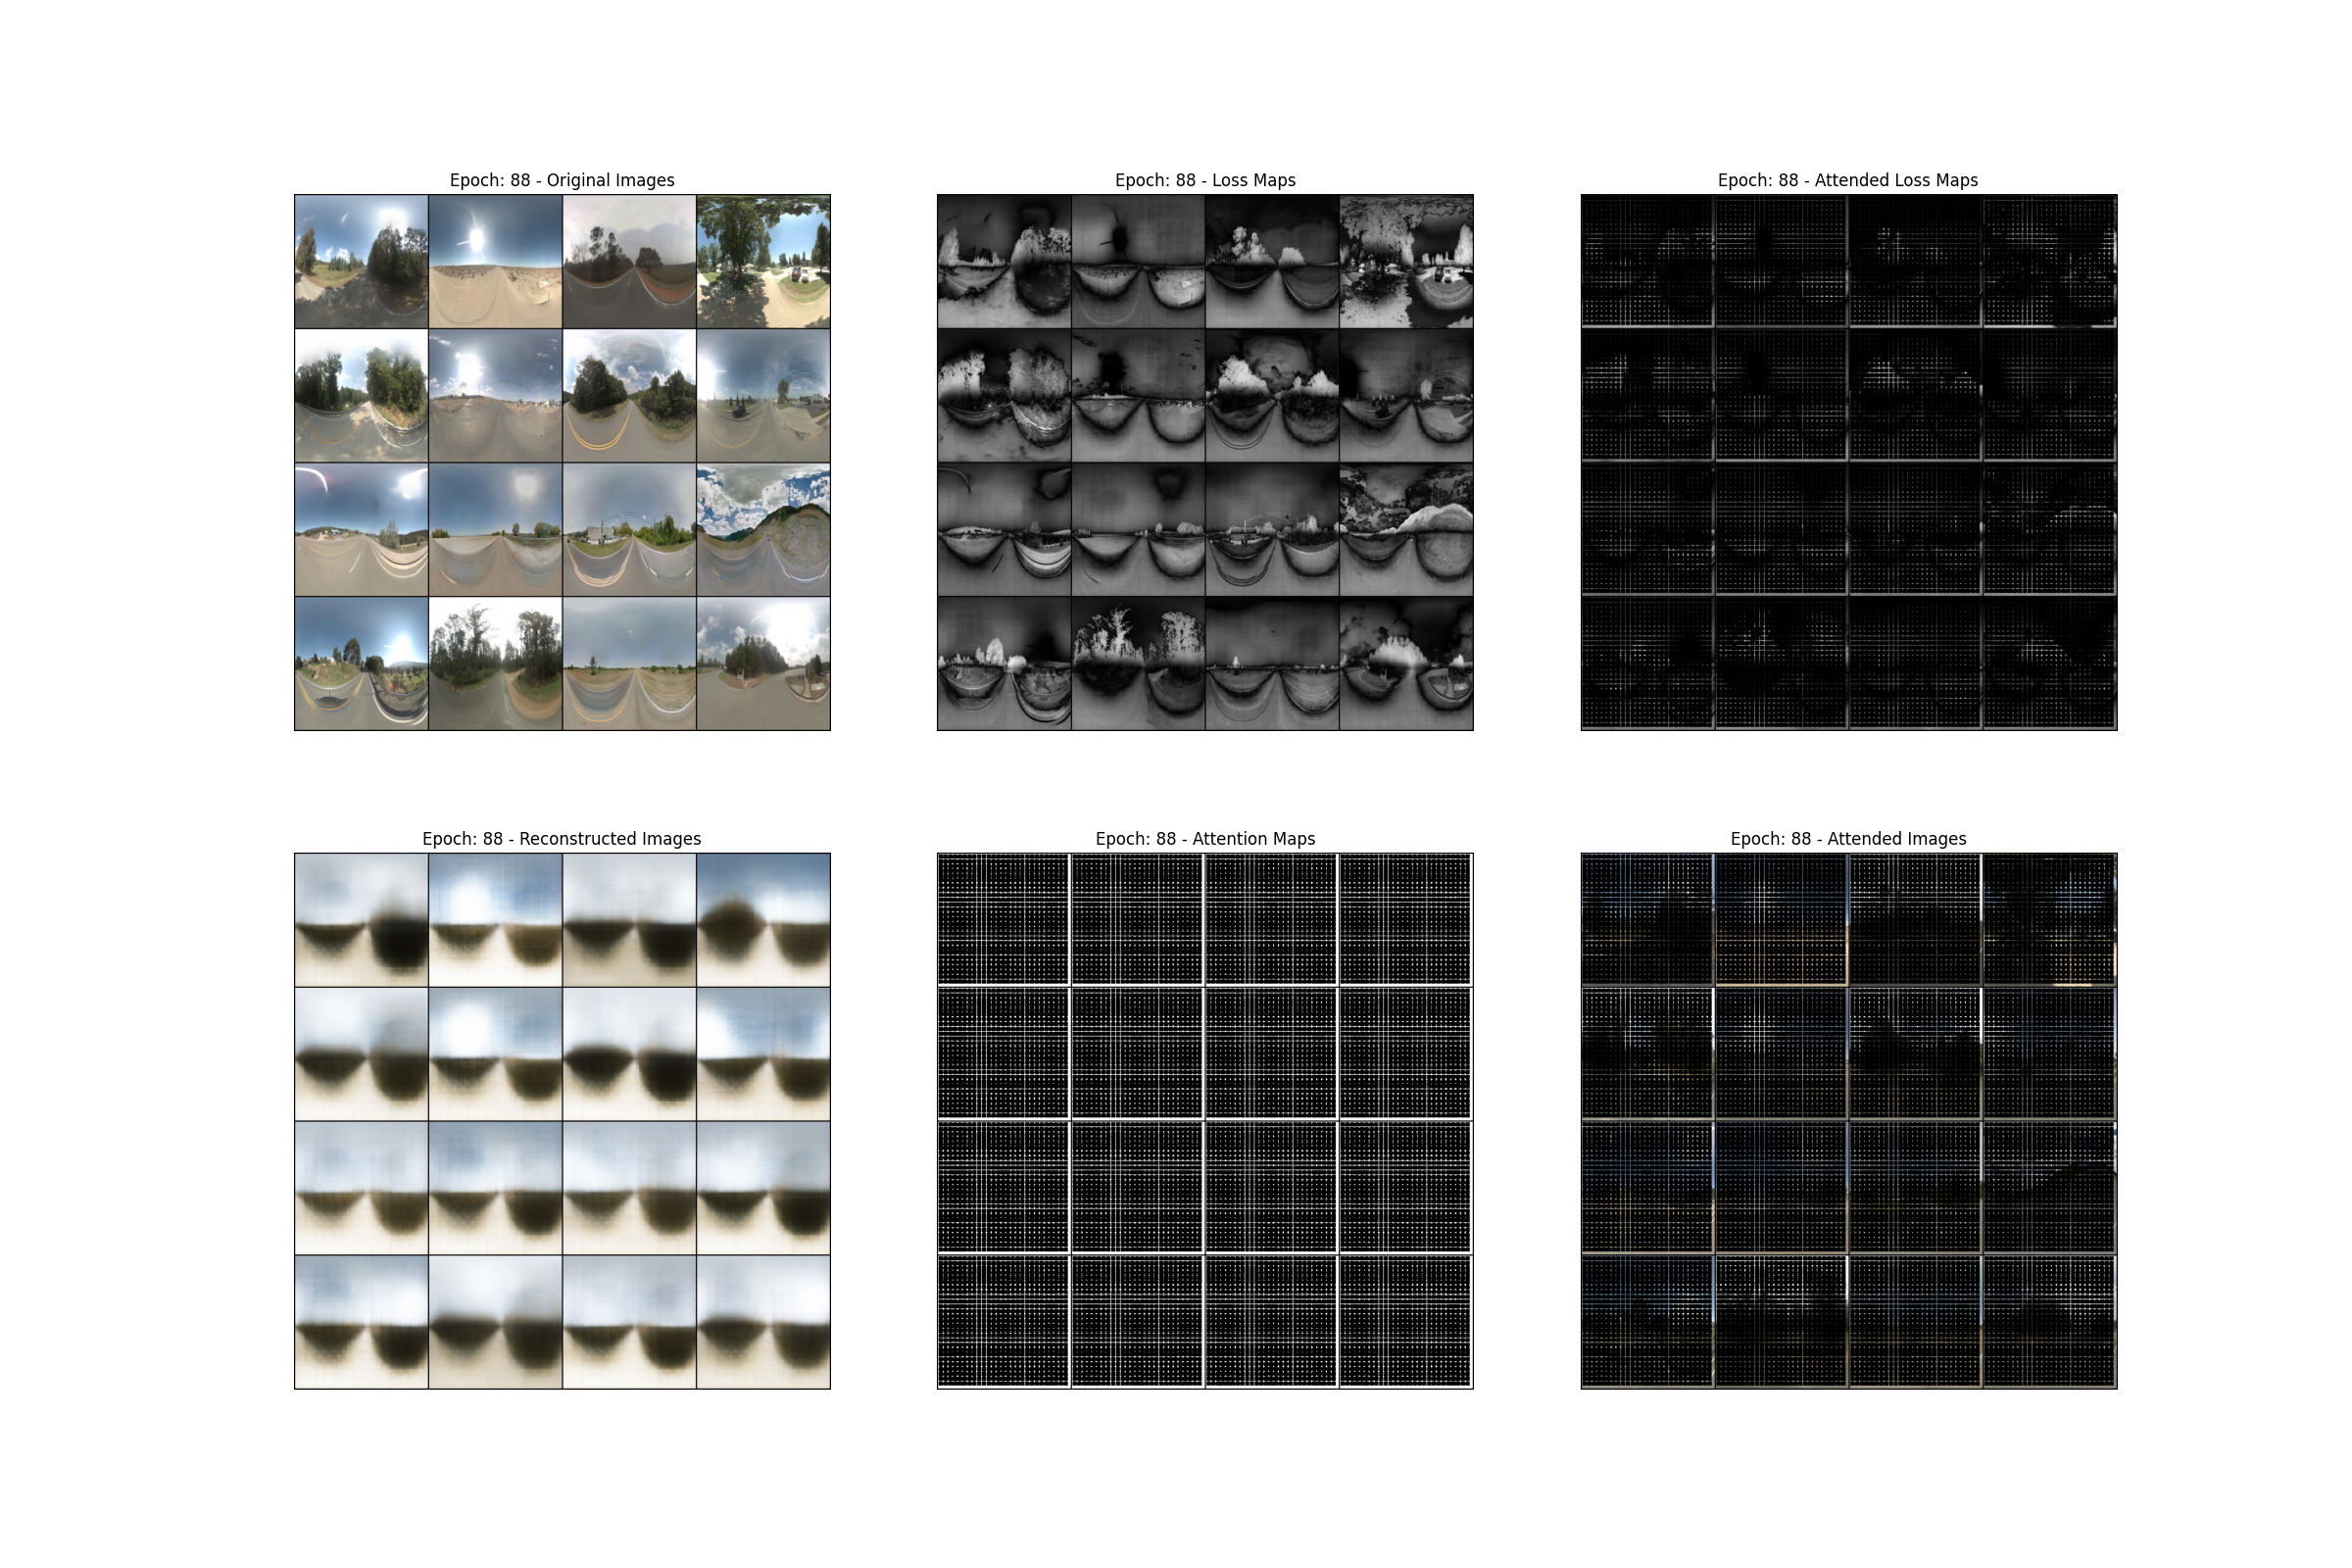 Epoch: 88 - Original Images
Epoch: 88 - Loss Maps
Epoch: 88 - Attended Loss Maps
Epoch: 88 - Reconstructed Images
Epoch: 88 - Attention Maps
Epoch: 88 - Attended Images